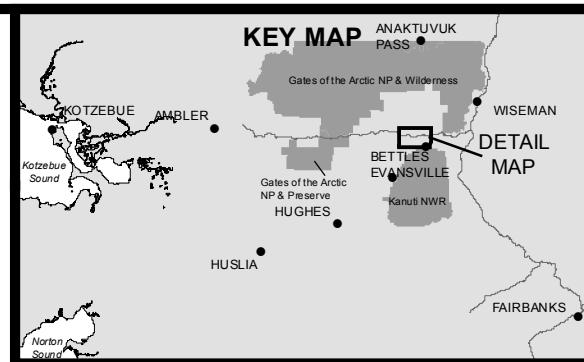 KEY MAP
ANAKTUVUK
PASS
Gates of the Arctic NP & Wilderness
KOTZEBUE
AMBLER
WISEMAN
Kotzebue
Sound
DETAIL
MAP
BETTLES
EVANSVILLE
Gates of the Arctic
NP & Preserve
Kanuti NWR
HUGHES
HUSLIA
FAIRBANKS
Norton
Sound